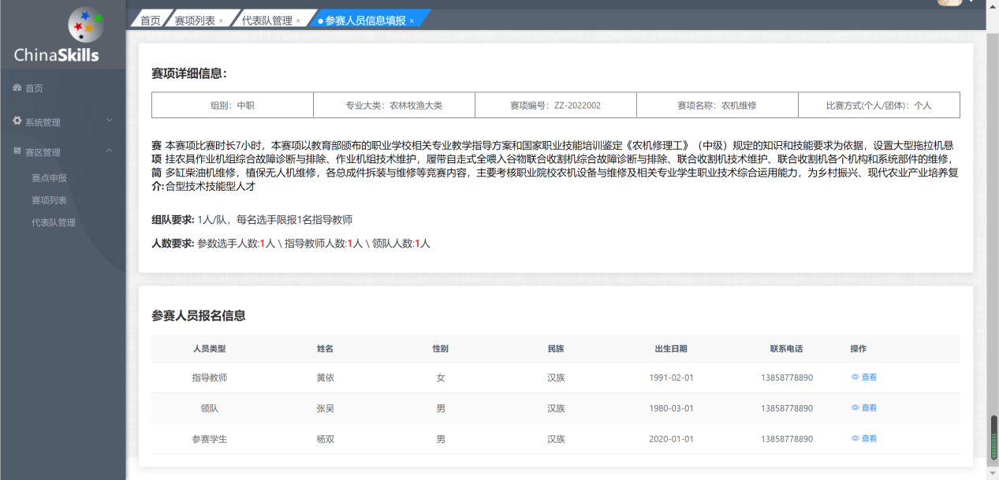 ChinaSkills
首页
系统管理
赛区管理
赛点申报
赛项列表
代表队管理
首页 赛项列表 × 代表队管理 × 参赛人员信息填报 ×
赛项详细信息：
组别：中职 专业大类：农林牧渔大类 赛项编号：ZZ-2022002 赛项名称：农机维修 比赛方式(个人/团体)：个人
赛 本赛项比赛时长7小时，本赛项以教育部颁布的职业学校相关专业教学指导方案和国家职业技能培训鉴定《农机修理工》（中级）规定的知识和技能要求为依据，设置大型拖拉机悬
项 挂农具作业机组综合故障诊断与排除、作业机组技术维护，履带自走式全喂入谷物联合收割机综合故障诊断与排除、联合收割机技术维护、联合收割机各个机构和系统部件的维修，
简 多缸柴油机维修，植保无人机维修，各总成件拆装与维修等竞赛内容，主要考核职业院校农机设备与维修及相关专业学生职业技术综合运用能力，为乡村振兴、现代农业产业培养复
介: 合型技术技能型人才
组队要求: 1人/队，每名选手限报1名指导教师
人数要求: 参数选手人数:1人 \ 指导教师人数:1人 \ 领队人数:1人
参赛人员报名信息
人员类型 姓名 性别 民族 出生日期 联系电话 操作
指导教师 黄依 女 汉族 1991-02-01 13858778890 查看
领队 张吴 男 汉族 1980-03-01 13858778890 查看
参赛学生 杨双 男 汉族 2020-01-01 13858778890 查看